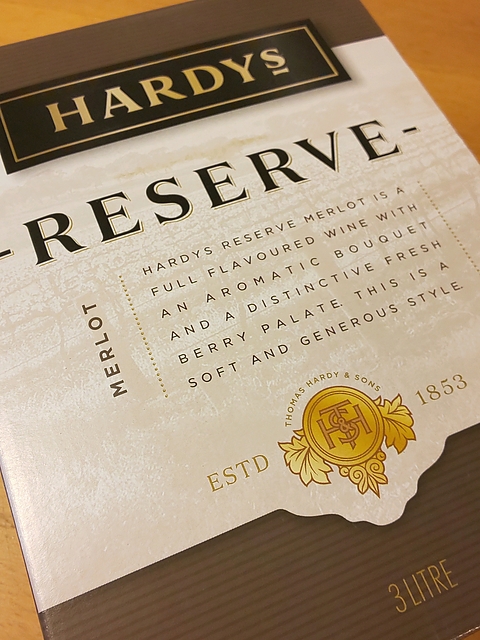 HARDYS
-RESERVE-
MERLOT
HARDYS RESERVE MERLOT IS A
FULL FLAVOURED WINE WITH
AN AROMATIC BOUQUET
AND A DISTINCTIVE FRESH
BERRY PALATE. THIS IS A
SOFT AND GENEROUS STYLE.
THOMAS HARDY & SONS
ESTD 1853
3 LITRE